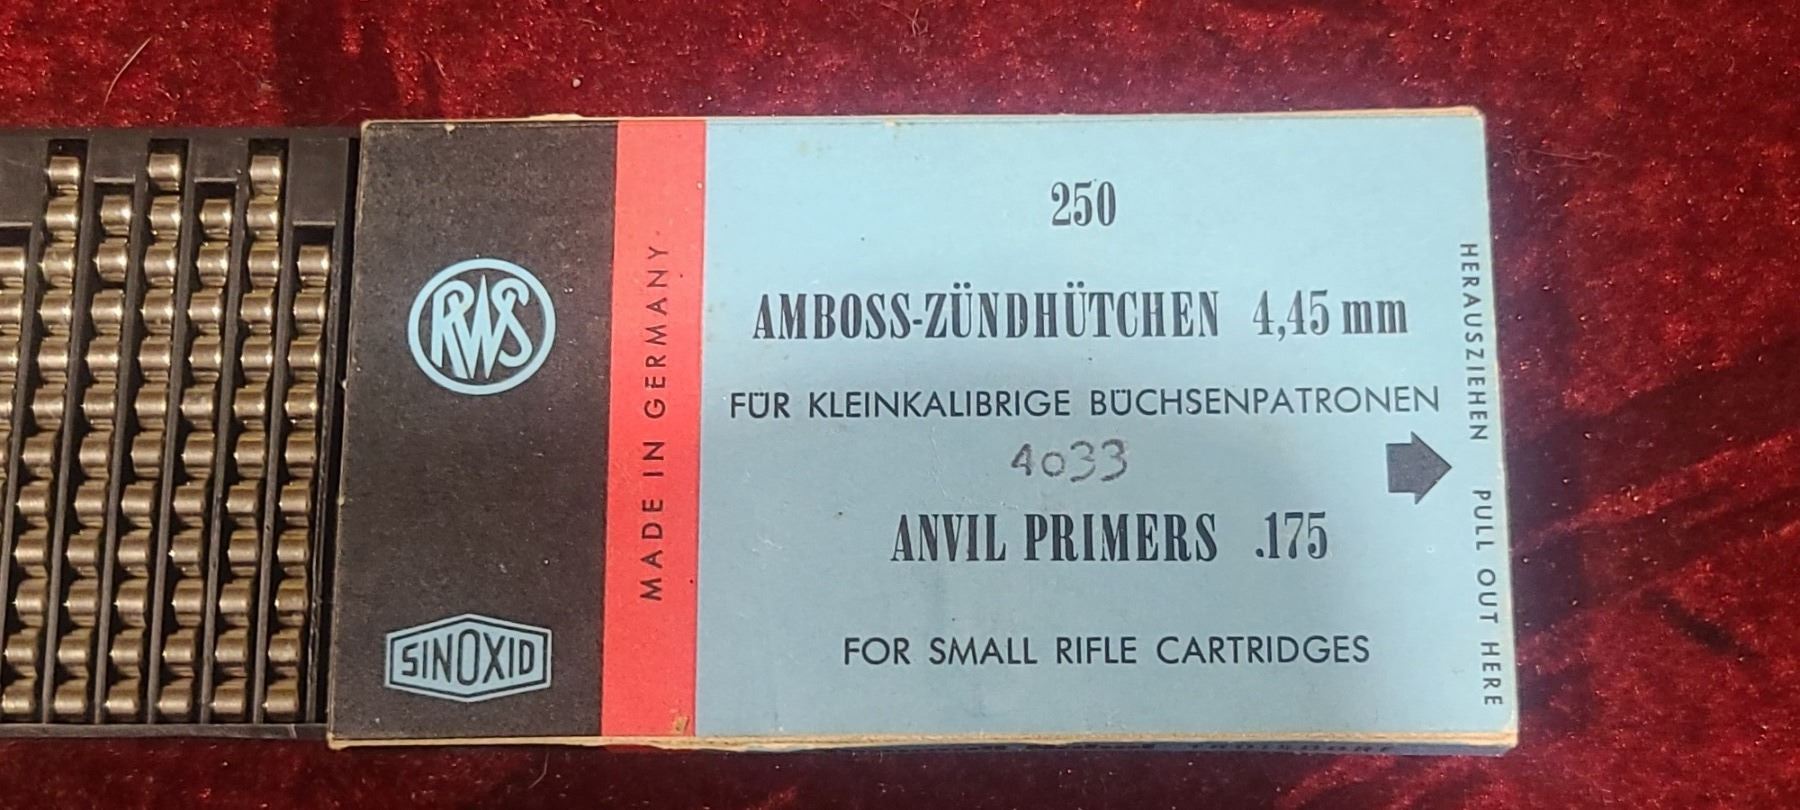 RWS
SINOXID
MADE IN GERMANY
250
AMBOSS-ZÜNDHÜTCHEN 4,45 mm
FÜR KLEINKALIBRIGE BÜCHSENPATRONEN
4033
ANVIL PRIMERS .175
FOR SMALL RIFLE CARTRIDGES
HERAUSZIEHEN PULL OUT HERE
TROISDORF